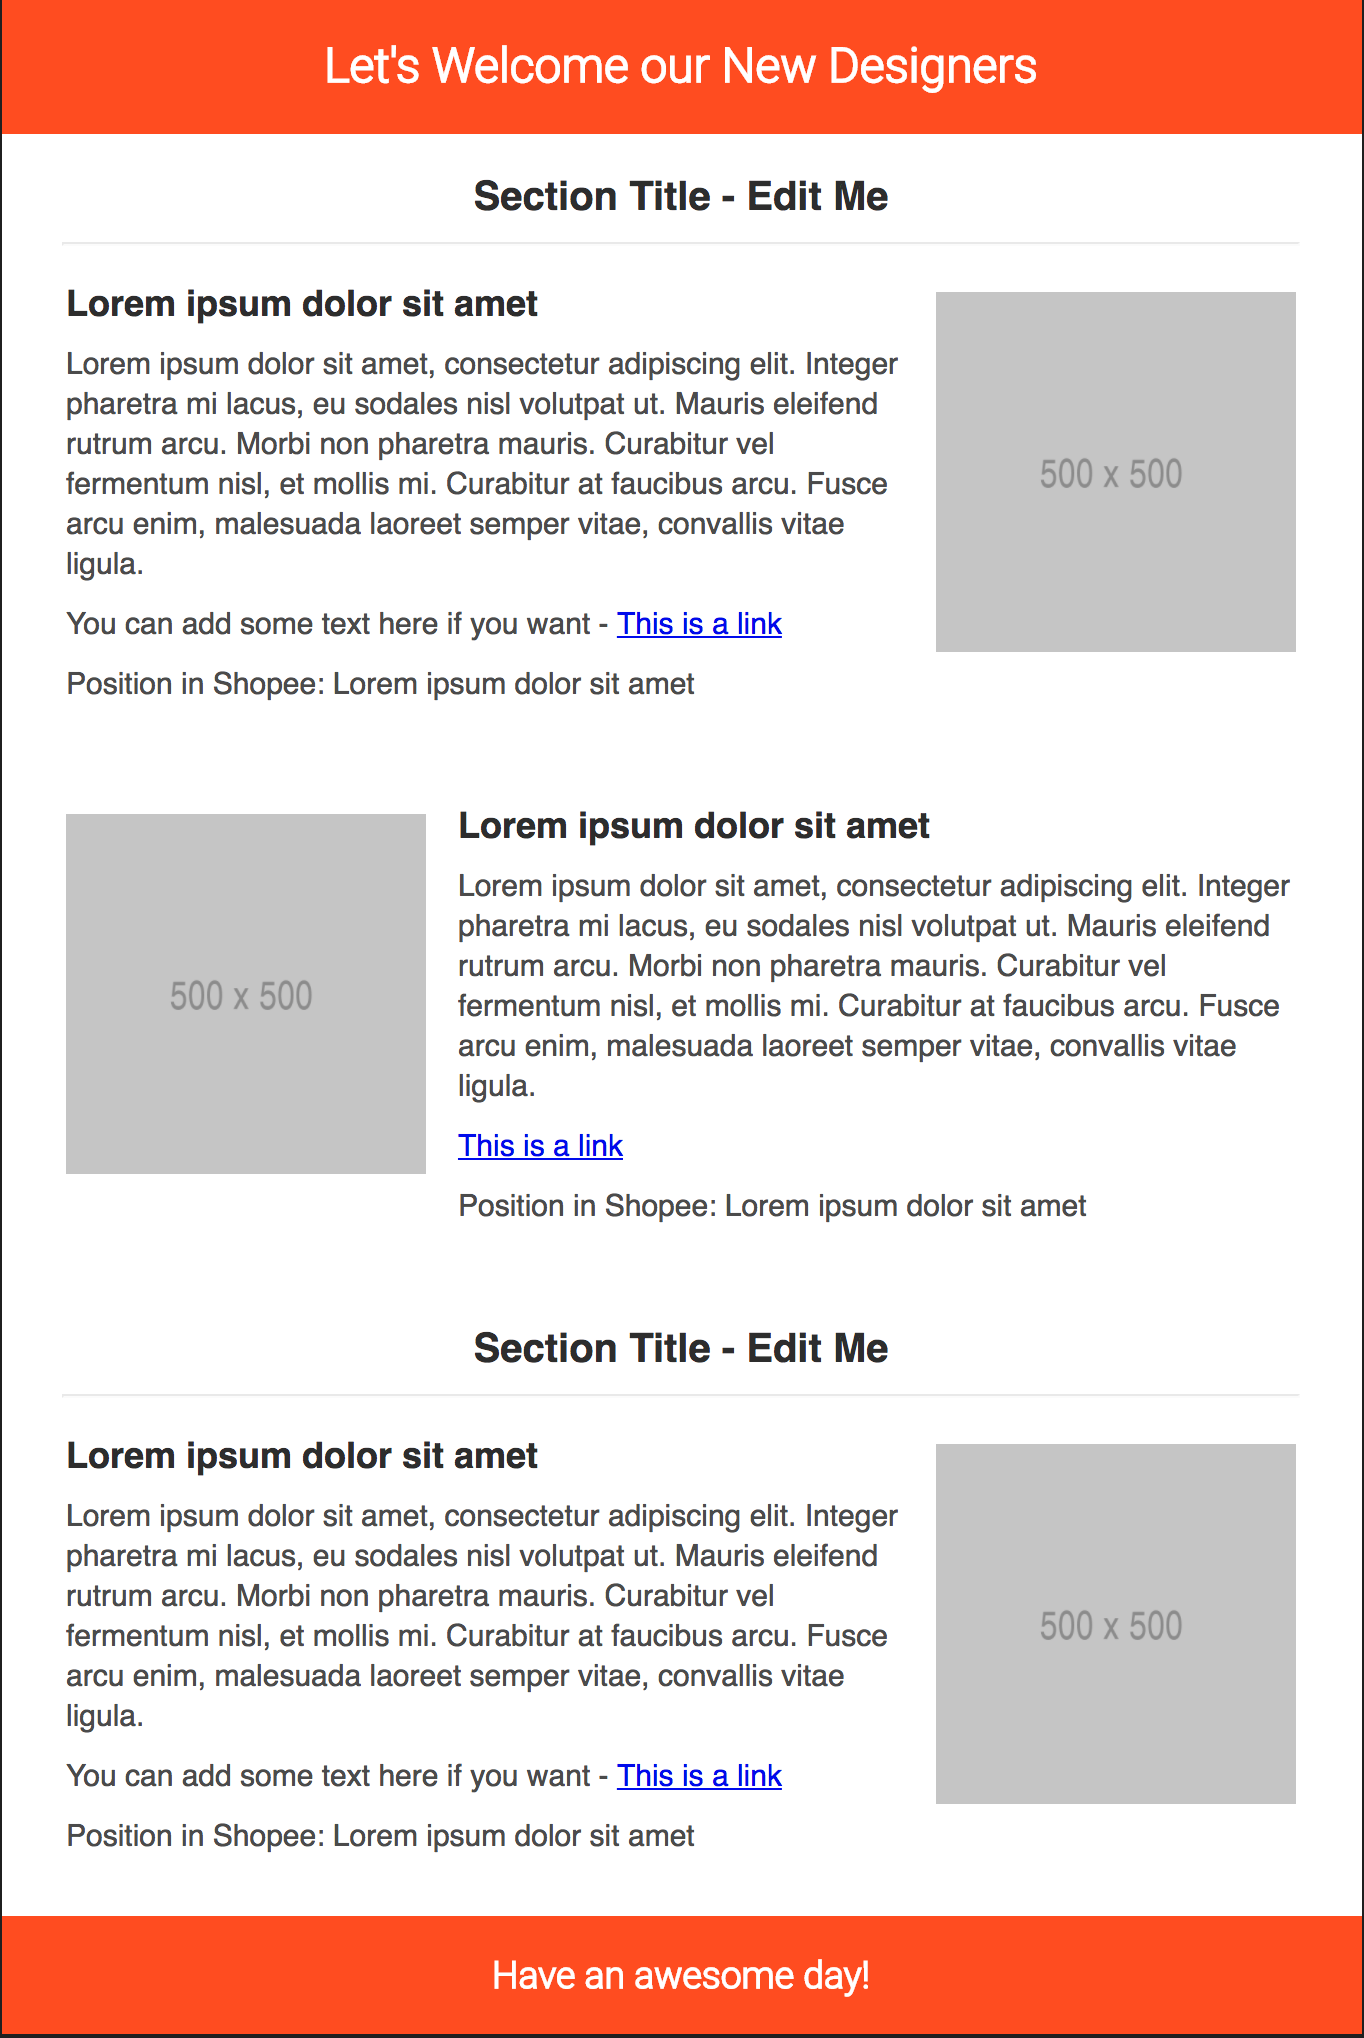 Let's Welcome our New Designers
Section Title - Edit Me
Lorem ipsum dolor sit amet
Lorem ipsum dolor sit amet, consectetur adipiscing elit. Integer
pharetra mi lacus, eu sodales nisl volutpat ut. Mauris eleifend
rutrum arcu. Morbi non pharetra mauris. Curabitur vel
fermentum nisl, et mollis mi. Curabitur at faucibus arcu. Fusce
arcu enim, malesuada laoreet semper vitae, convallis vitae
ligula.
You can add some text here if you want - This is a link
Position in Shopee: Lorem ipsum dolor sit amet
500 x 500
500 x 500
Lorem ipsum dolor sit amet
Lorem ipsum dolor sit amet, consectetur adipiscing elit. Integer
pharetra mi lacus, eu sodales nisl volutpat ut. Mauris eleifend
rutrum arcu. Morbi non pharetra mauris. Curabitur vel
fermentum nisl, et mollis mi. Curabitur at faucibus arcu. Fusce
arcu enim, malesuada laoreet semper vitae, convallis vitae
ligula.
This is a link
Position in Shopee: Lorem ipsum dolor sit amet
Section Title - Edit Me
Lorem ipsum dolor sit amet
Lorem ipsum dolor sit amet, consectetur adipiscing elit. Integer
pharetra mi lacus, eu sodales nisl volutpat ut. Mauris eleifend
rutrum arcu. Morbi non pharetra mauris. Curabitur vel
fermentum nisl, et mollis mi. Curabitur at faucibus arcu. Fusce
arcu enim, malesuada laoreet semper vitae, convallis vitae
ligula.
You can add some text here if you want - This is a link
Position in Shopee: Lorem ipsum dolor sit amet
500 x 500
Have an awesome day!